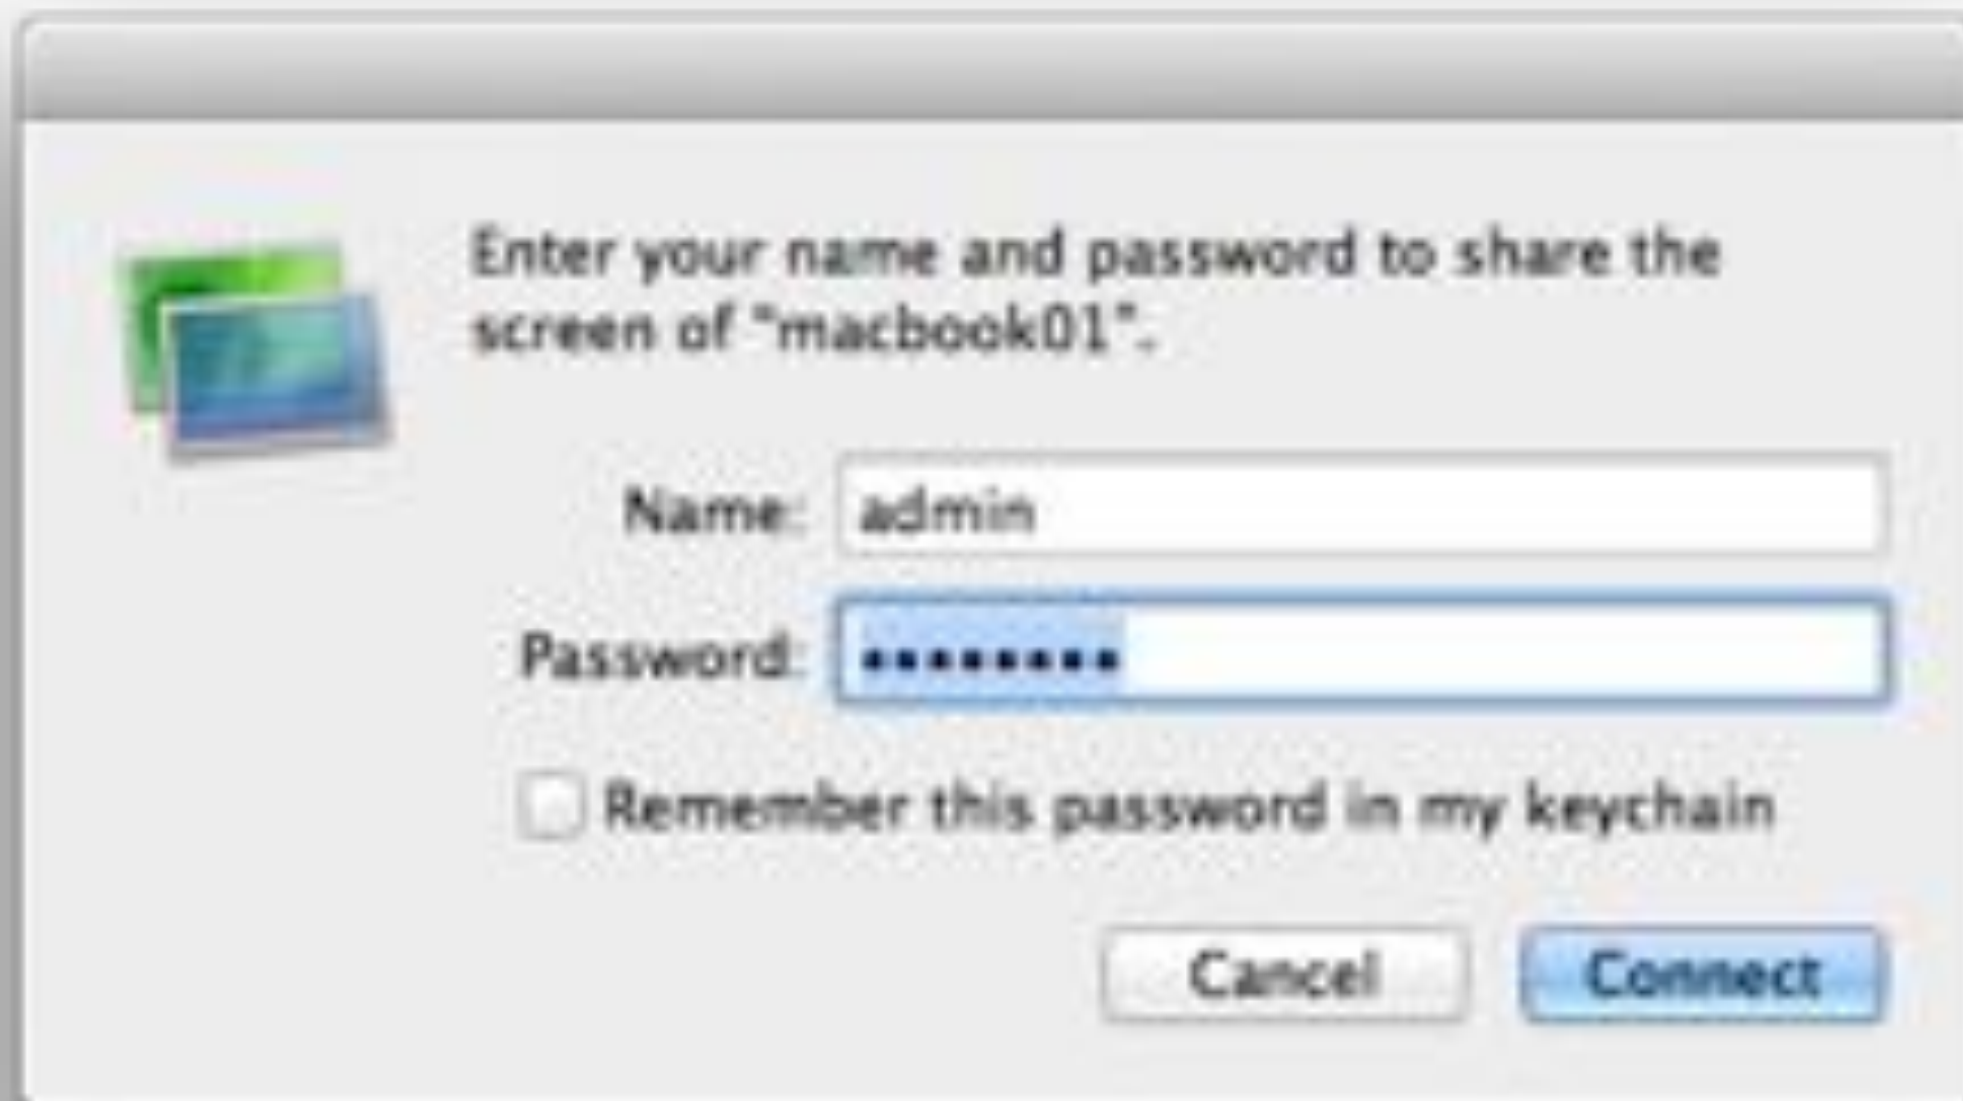 Enter your name and password to share the
screen of "macbook01".
Name: admin
Password: ••••••••
Remember this password in my keychain
Cancel Connect